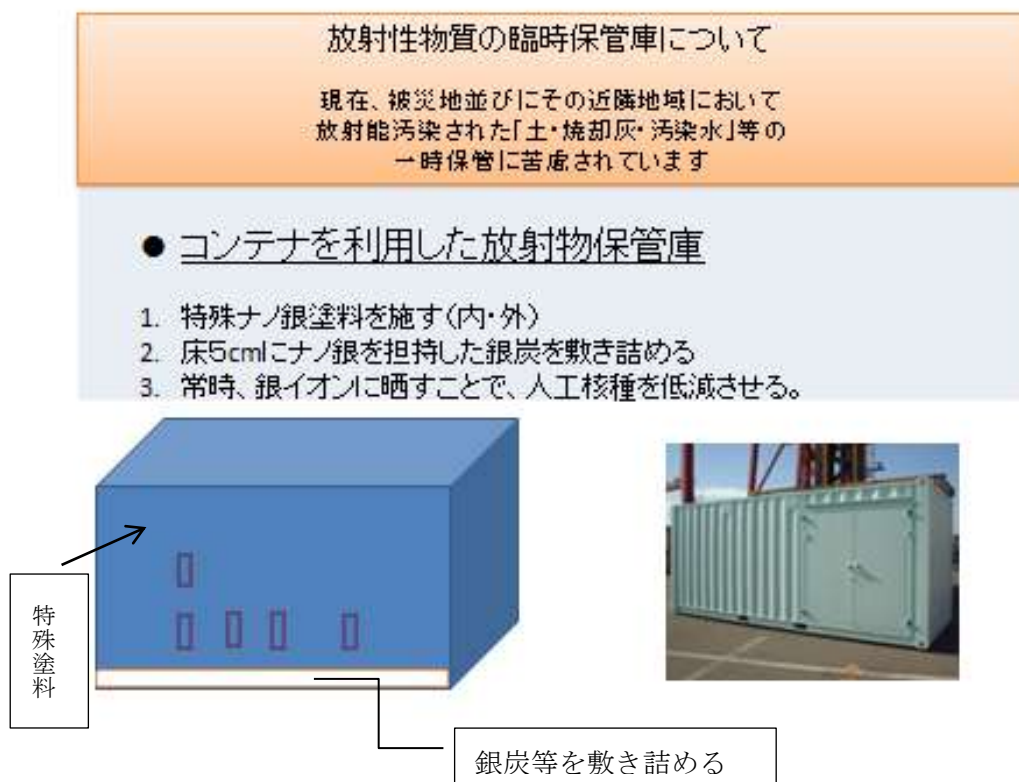 放射性物質の臨時保管庫について
現在、被災地並びにその近隣地域において
放射能汚染された「土・焼却灰・汚染水」等の
一時保管に苦慮されています
● コンテナを利用した放射物保管庫
1. 特殊ナノ銀塗料を施す(内・外)
2. 床5cmにナノ銀を担持した銀炭を敷き詰める
3. 常時、銀イオンに晒すことで、人工核種を低減させる。
特殊塗料
銀炭等を敷き詰める